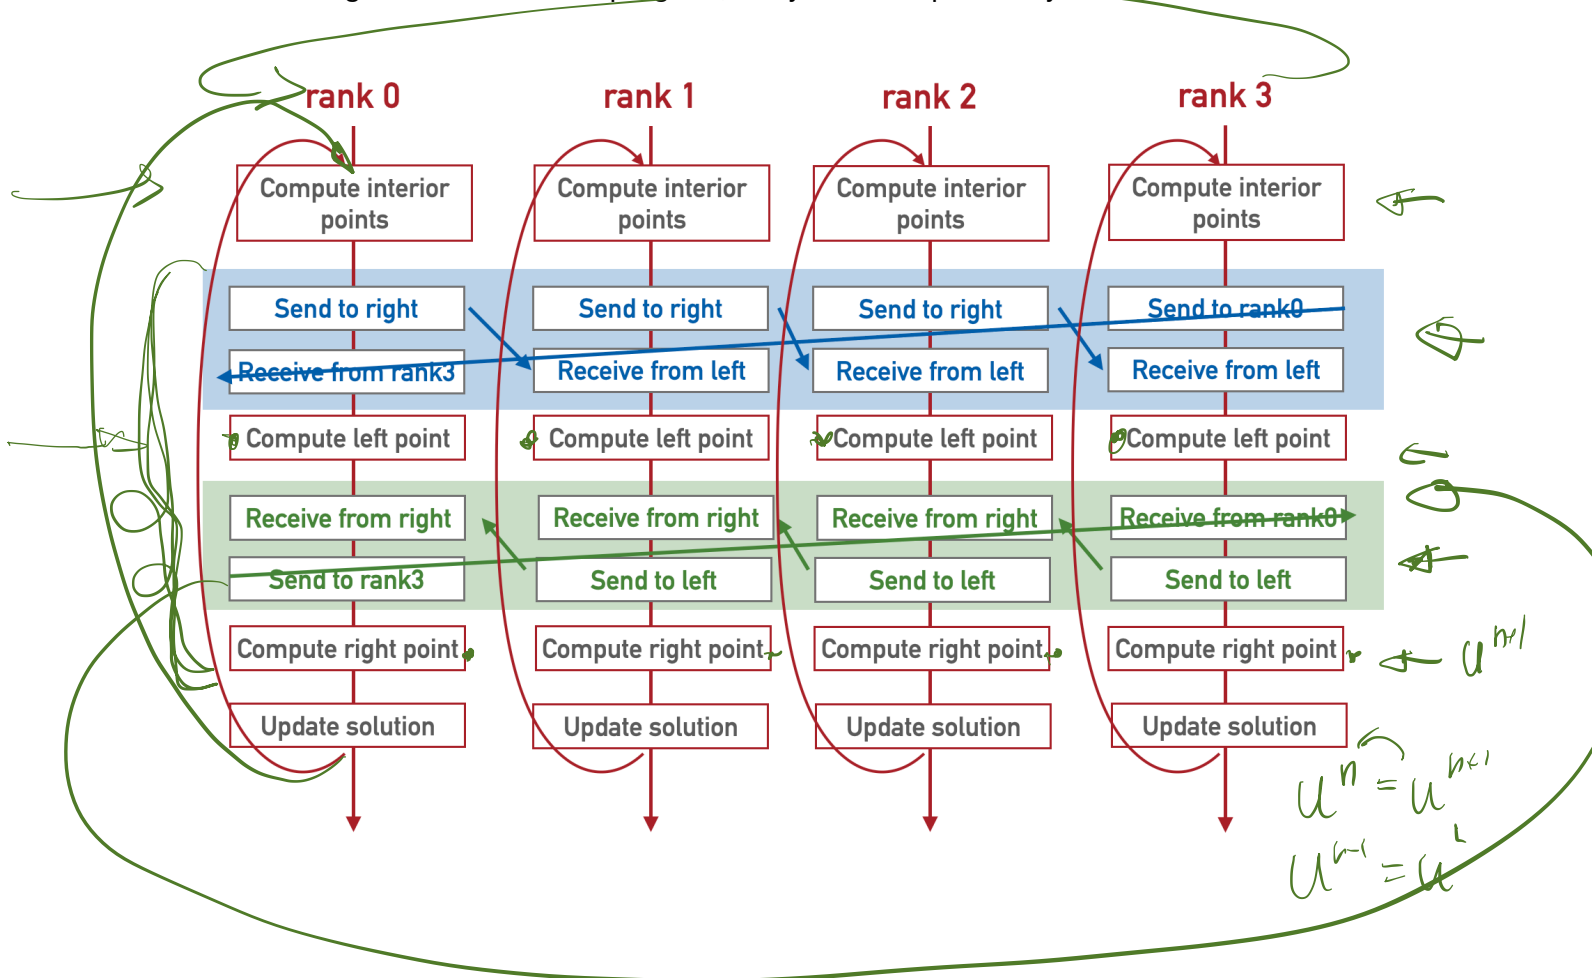 rank 0 rank 1 rank 2 rank 3
Compute interior points Compute interior points Compute interior points Compute interior points
Send to right Send to right Send to right Send to rank0
Receive from rank3 Receive from left Receive from left Receive from left
Compute left point Compute left point Compute left point Compute left point
Receive from right Receive from right Receive from right Receive from rank0
Send to rank3 Send to left Send to left Send to left
Compute right point Compute right point Compute right point Compute right point
u^{n+1}
Update solution Update solution Update solution Update solution
u^n = u^{n+1}
u^{n-1} = u